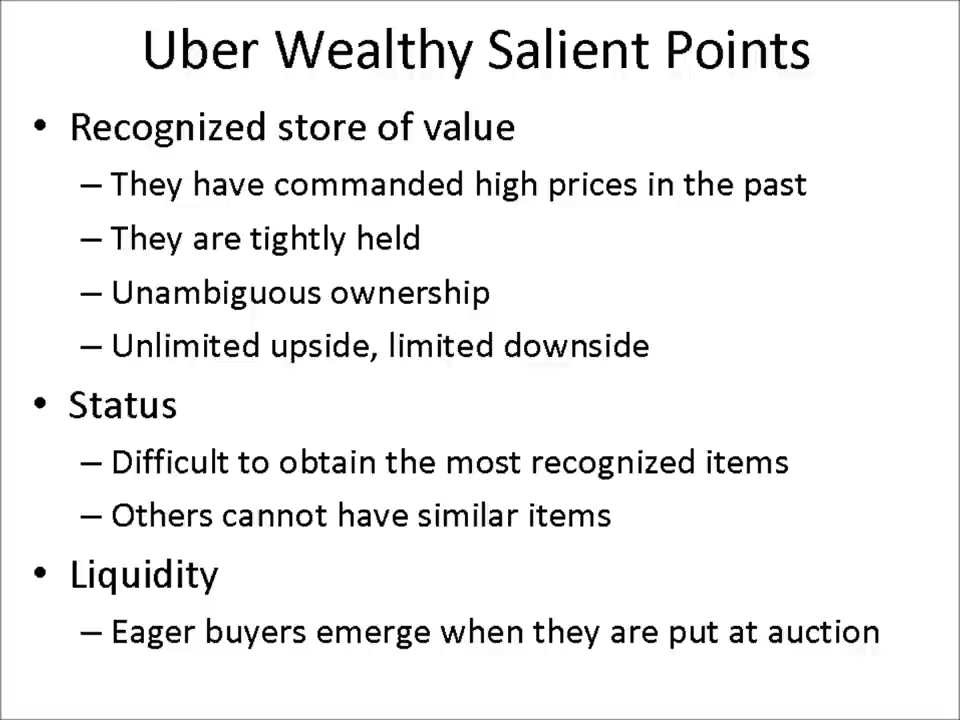 Uber Wealthy Salient Points
• Recognized store of value
– They have commanded high prices in the past
– They are tightly held
– Unambiguous ownership
– Unlimited upside, limited downside
• Status
– Difficult to obtain the most recognized items
– Others cannot have similar items
• Liquidity
– Eager buyers emerge when they are put at auction